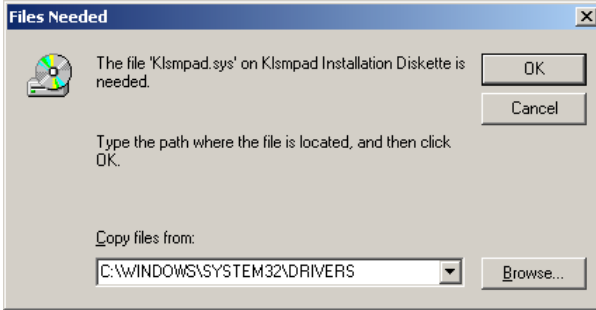 Files Needed
The file 'Klsmpad.sys' on Klsmpad Installation Diskette is
needed.
OK
Cancel
Type the path where the file is located, and then click
OK.
Copy files from:
C:\WINDOWS\SYSTEM32\DRIVERS
Browse...